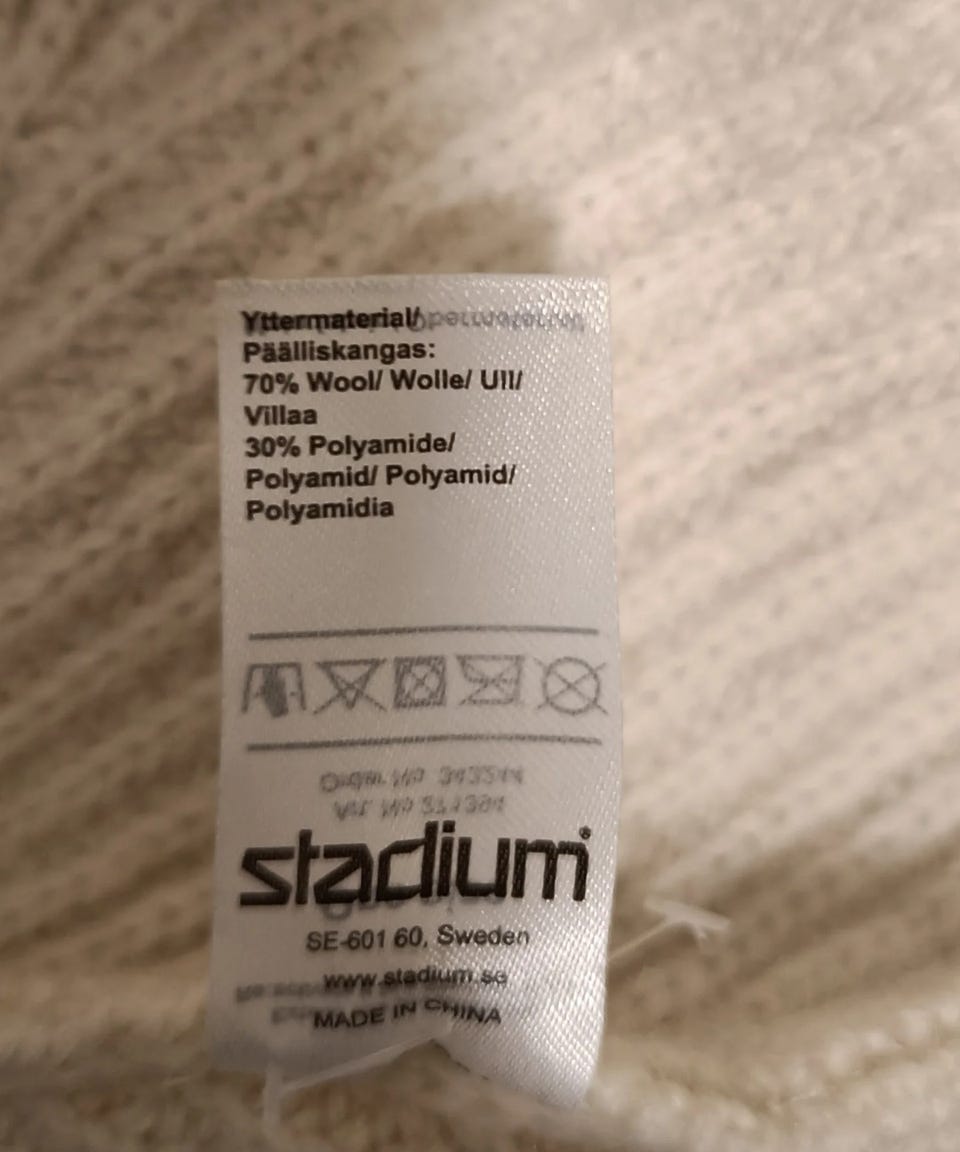 Yttermaterial/
Päälliskangas:
70% Wool/ Wolle/ Ull/
Villaa
30% Polyamide/
Polyamid/ Polyamid/
Polyamidia
stadium®
SE-601 60, Sweden
www.stadium.se
MADE IN CHINA